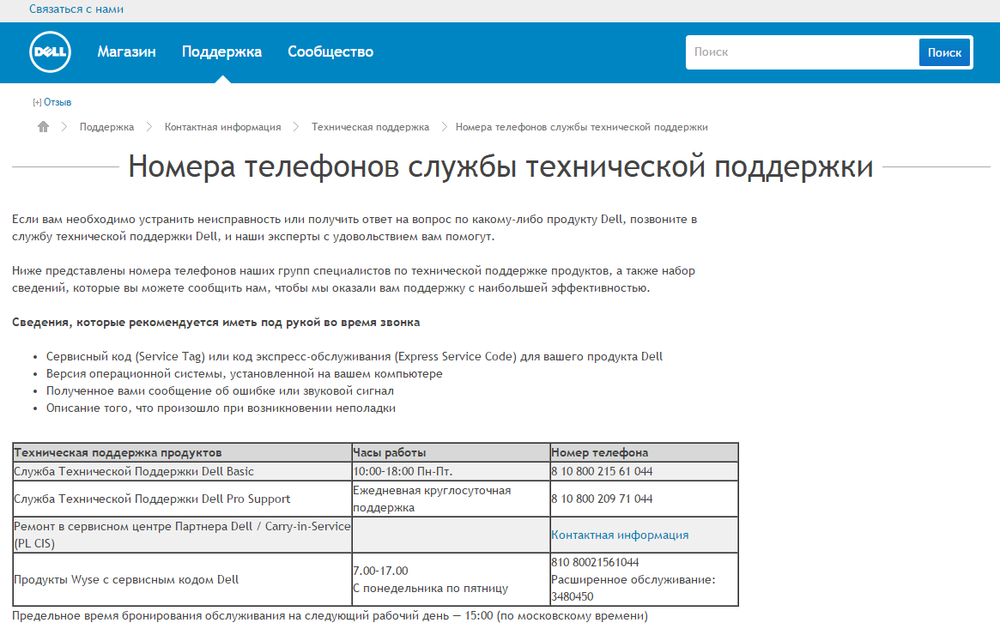 Связаться с нами
DELL Магазин Поддержка Сообщество Поиск Поиск
[+] Отзыв
Поддержка Контактная информация Техническая поддержка Номера телефонов службы технической поддержки
Номера телефонов службы технической поддержки
Если вам необходимо устранить неисправность или получить ответ на вопрос по какому-либо продукту Dell, позвоните в
службу технической поддержки Dell, и наши эксперты с удовольствием вам помогут.
Ниже представлены номера телефонов наших групп специалистов по технической поддержке продуктов, а также набор
сведений, которые вы можете сообщить нам, чтобы мы оказали вам поддержку с наибольшей эффективностью.
Сведения, которые рекомендуется иметь под рукой во время звонка
• Сервисный код (Service Tag) или код экспресс-обслуживания (Express Service Code) для вашего продукта Dell
• Версия операционной системы, установленной на вашем компьютере
• Полученное вами сообщение об ошибке или звуковой сигнал
• Описание того, что произошло при возникновении неполадки
Техническая поддержка продуктов Часы работы Номер телефона
Служба Технической Поддержки Dell Basic 10:00-18:00 Пн-Пт. 8 10 800 215 61 044
Служба Технической Поддержки Dell Pro Support Ежедневная круглосуточная
поддержка 8 10 800 209 71 044
Ремонт в сервисном центре Партнера Dell / Carry-in-Service
(PL CIS) Контактная информация
Продукты Wyse с сервисным кодом Dell
7.00-17.00
С понедельника по пятницу
810 80021561044
Расширенное обслуживание:
3480450
Предельное время бронирования обслуживания на следующий рабочий день — 15:00 (по московскому времени)